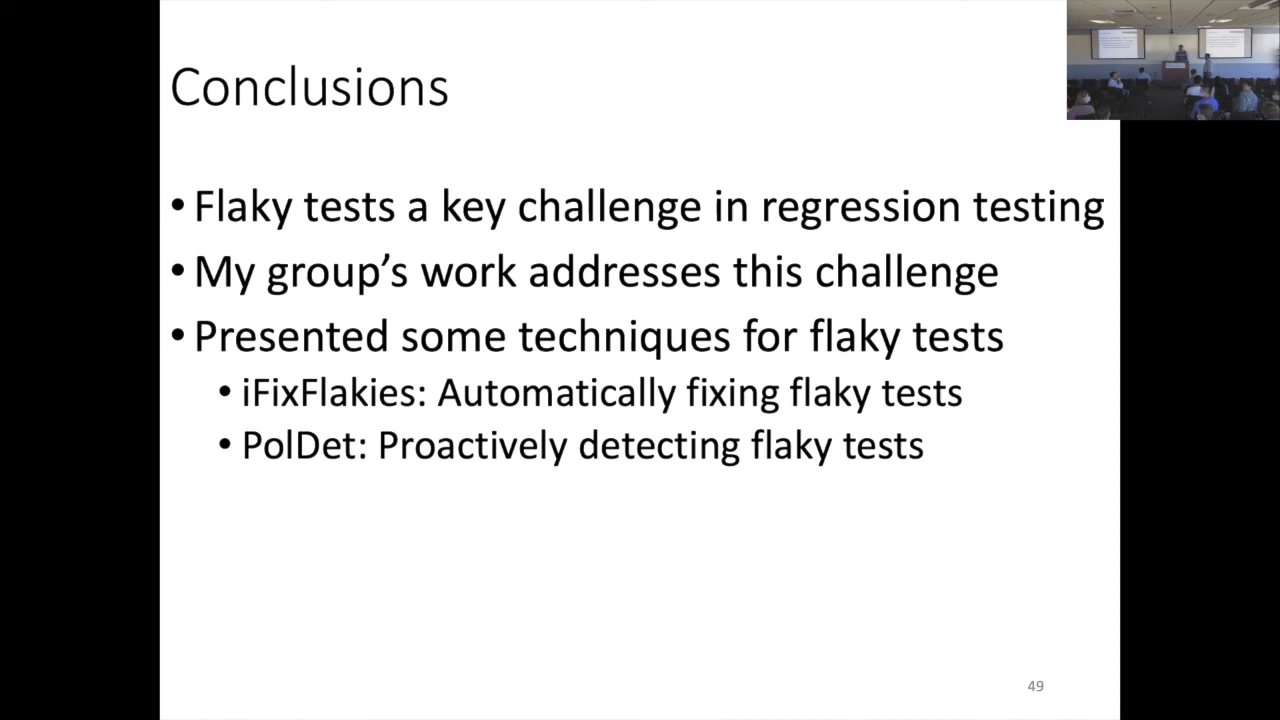 Conclusions
• Flaky tests a key challenge in regression testing
• My group’s work addresses this challenge
• Presented some techniques for flaky tests
• iFixFlakies: Automatically fixing flaky tests
• PolDet: Proactively detecting flaky tests
49